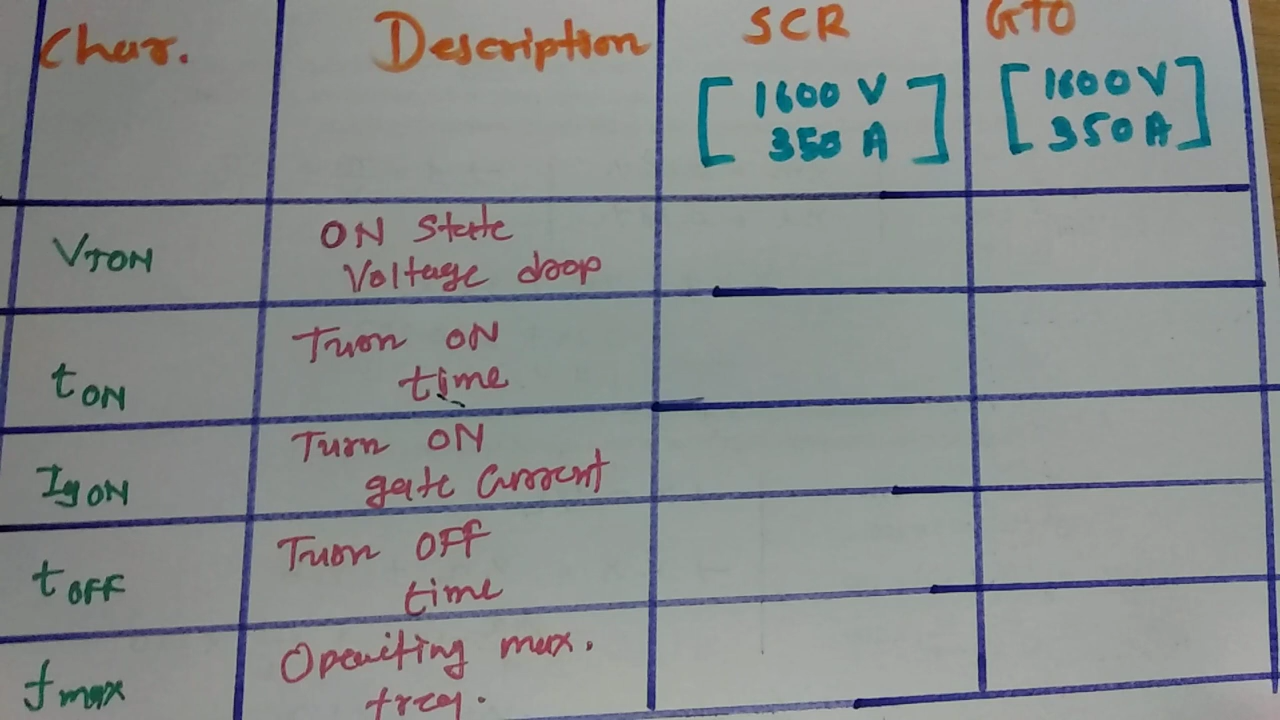 Char. Description SCR GTO
[1600 V 350 A] [1600 V 350 A]
VTON ON State Voltage drop
tON Turn ON time
IgON Turn ON gate Current
tOFF Turn OFF time
fmax Operating max. freq.